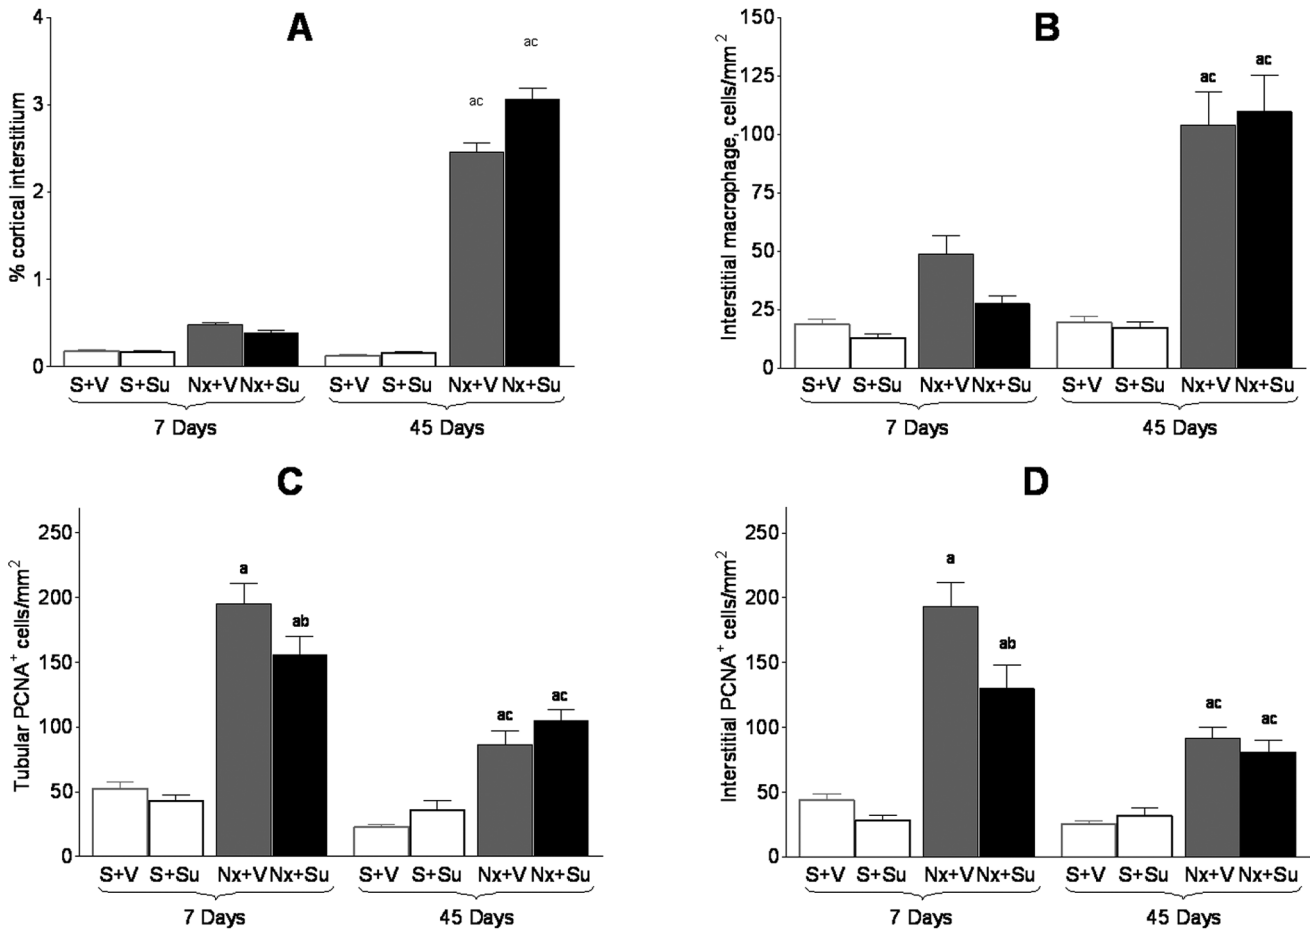 A
% cortical interstitium
4
3
2
1
0
ac
ac
S+V S+Su Nx+V Nx+Su S+V S+Su Nx+V Nx+Su
7 Days 45 Days
B
Interstitial macrophage, cells/mm²
150
125
100
75
50
25
0
ac ac
S+V S+Su Nx+V Nx+Su S+V S+Su Nx+V Nx+Su
7 Days 45 Days
C
Tubular PCNA⁺ cells/mm²
250
200
150
100
50
0
a
ab
ac ac
S+V S+Su Nx+V Nx+Su S+V S+Su Nx+V Nx+Su
7 Days 45 Days
D
Interstitial PCNA⁺ cells/mm²
250
200
150
100
50
0
a
ab
ac ac
S+V S+Su Nx+V Nx+Su S+V S+Su Nx+V Nx+Su
7 Days 45 Days